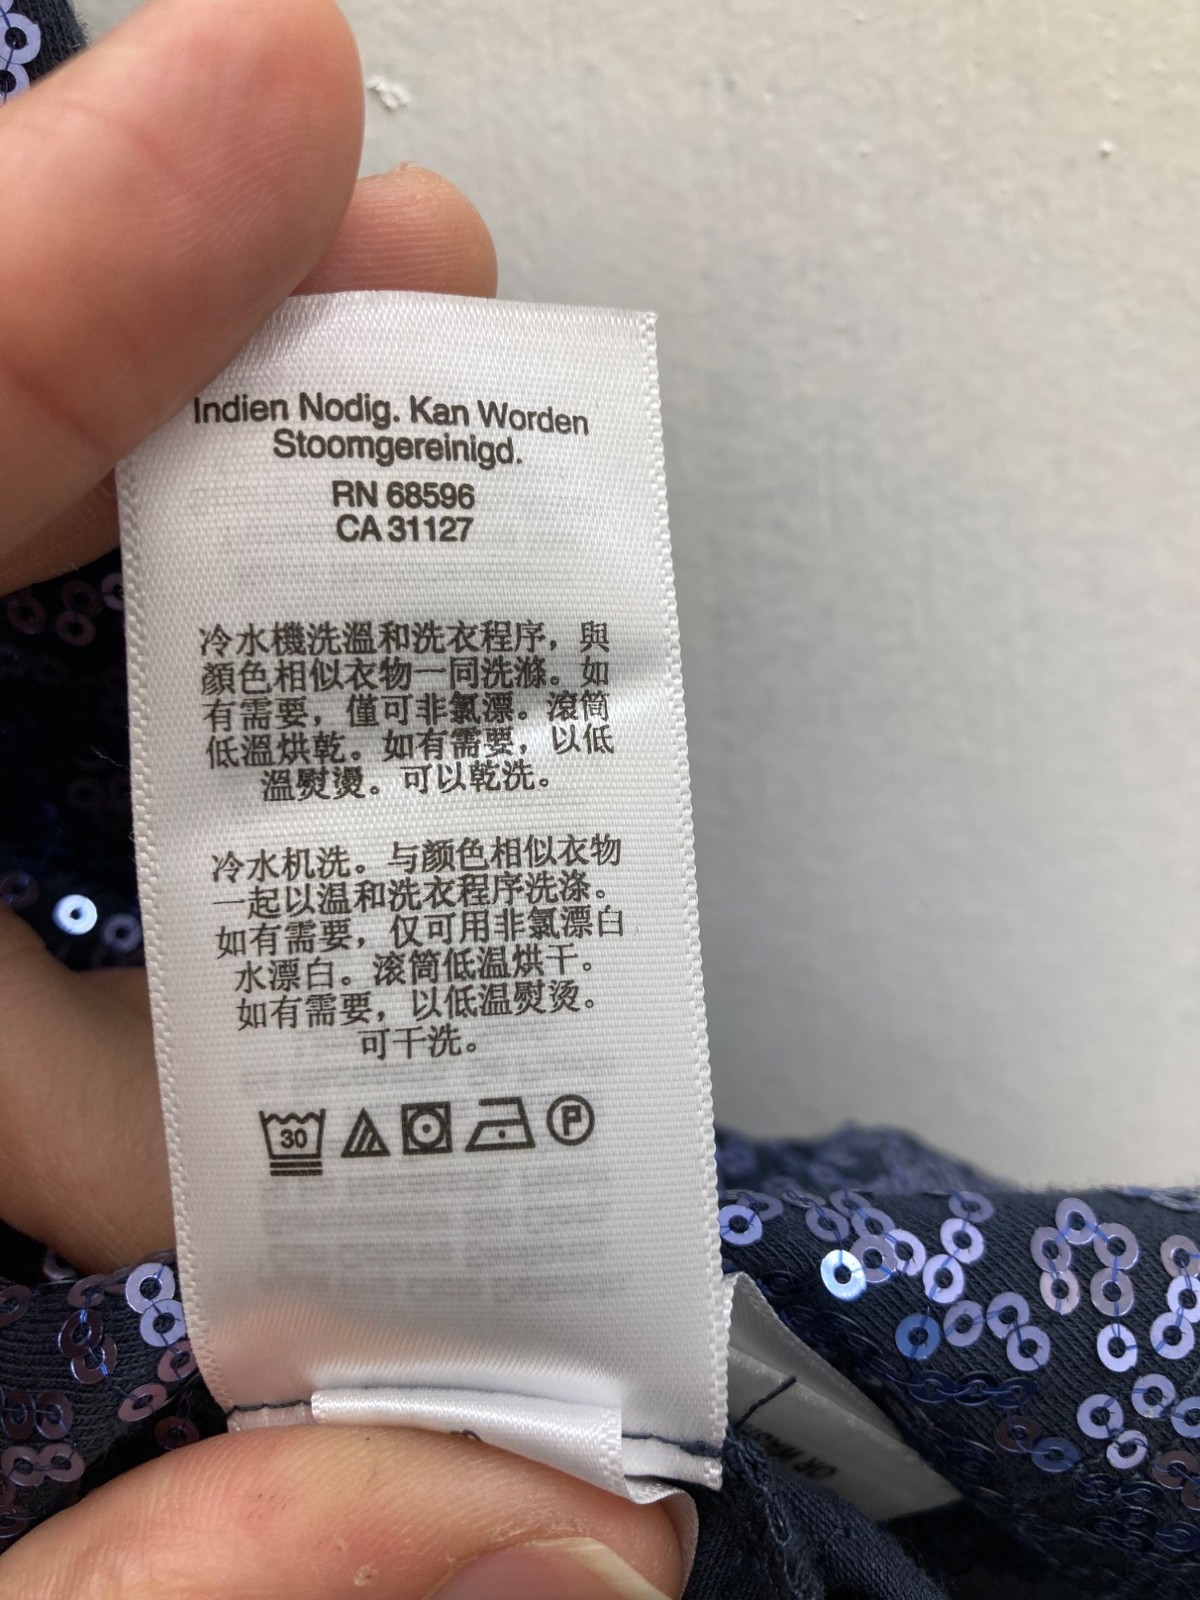 Indien Nodig. Kan Worden
Stoomgereinigd.
RN 68596
CA 31127
冷水機洗溫和洗衣程序，與
顏色相似衣物一同洗滌。如
有需要，僅可非氯漂。滾筒
低溫烘乾。如有需要，以低
溫熨燙。可以乾洗。
冷水机洗。与颜色相似衣物
一起以温和洗衣程序洗涤。
如有需要，仅可用非氯漂白
水漂白。滚筒低温烘干。
如有需要，以低温熨烫。
可干洗。
30
P